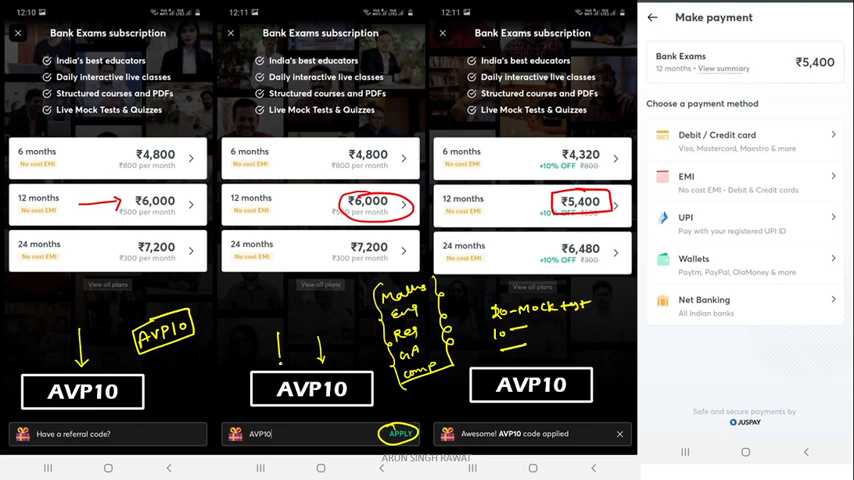 12:10
Bank Exams subscription
India's best educators
Daily interactive live classes
Structured courses and PDFs
Live Mock Tests & Quizzes
6 months
No cost EMI
₹4,800
₹800 per month
12 months
No cost EMI
₹6,000
₹500 per month
24 months
No cost EMI
₹7,200
₹300 per month
View all plans
AVP10
AVP10
Have a referral code?
12:11
Bank Exams subscription
India's best educators
Daily interactive live classes
Structured courses and PDFs
Live Mock Tests & Quizzes
6 months
No cost EMI
₹4,800
₹800 per month
12 months
No cost EMI
₹6,000
₹500 per month
24 months
No cost EMI
₹7,200
₹300 per month
View all plans
Maths
Eng
Reg
GA
comp
AVP10
AVP10
APPLY
ARUN SINGH RAWAT
12:11
Bank Exams subscription
India's best educators
Daily interactive live classes
Structured courses and PDFs
Live Mock Tests & Quizzes
6 months
No cost EMI
₹4,320
+10% OFF ₹800
12 months
No cost EMI
₹5,400
+10% OFF
24 months
No cost EMI
₹6,480
+10% OFF ₹300
View all plans
20-Mock test
10
AVP10
Awesome! AVP10 code applied
Make payment
Bank Exams
12 months • View summary
₹5,400
Choose a payment method
Debit / Credit card
Visa, Mastercard, Maestro & more
EMI
No cost EMI - Debit & Credit cards
UPI
Pay with your registered UPI ID
Wallets
Paytm, PayPal, OlaMoney & more
Net Banking
All Indian banks
Safe and secure payments by
JUSPAY